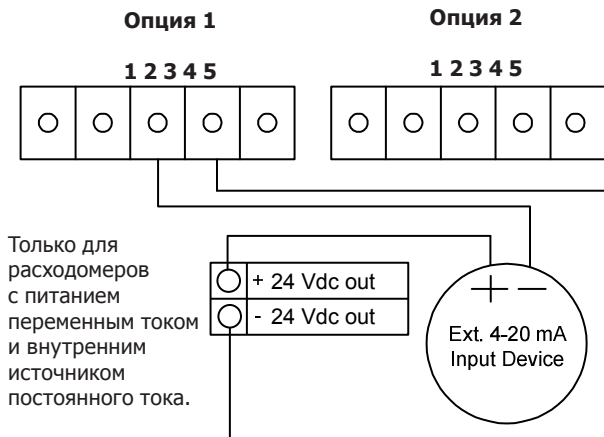 Опция 1
Опция 2
1 2 3 4 5
1 2 3 4 5
Только для
расходомеров
с питанием
переменным током
и внутренним
источником
постоянного тока.
+ 24 Vdc out
- 24 Vdc out
+ −
Ext. 4-20 mA
Input Device